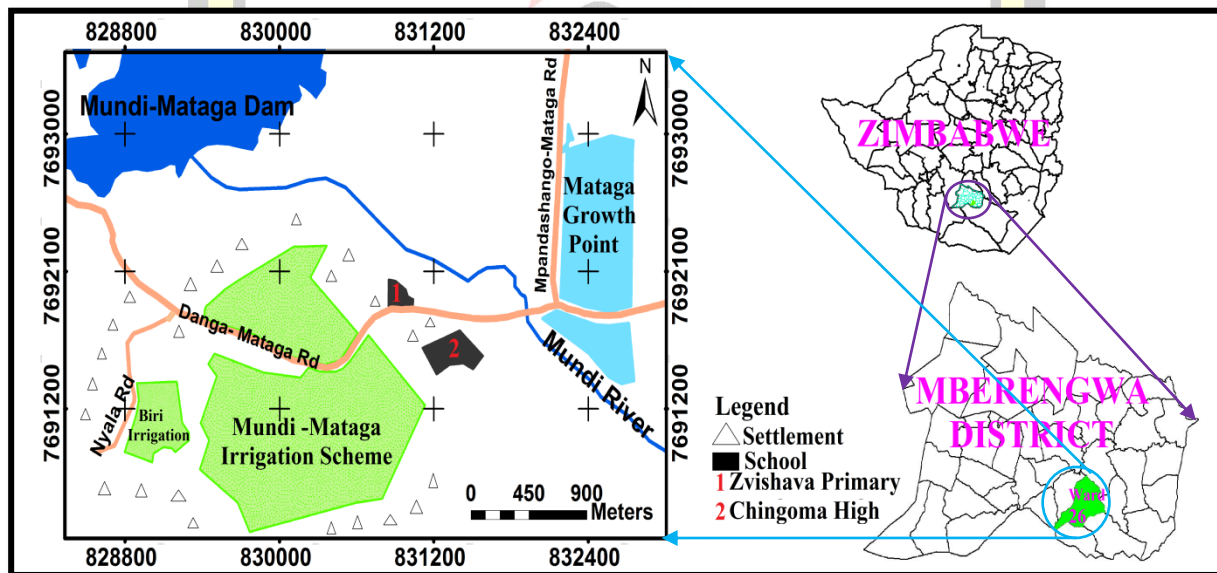 828800 830000 831200 832400
Mundi-Mataga Dam
7693000
7692100
7691200
N
Mpandashango-Mataga Rd
7693000
7692100
7691200
Mataga
Growth
Point
1
Danga- Mataga Rd
2
Mundi River
Nyala Rd
Biri
Irrigation
Mundi -Mataga
Irrigation Scheme
0 450 900
Meters
828800 830000 831200 832400
Legend
Settlement
School
1 Zvishava Primary
2 Chingoma High
ZIMBABWE
MBERENGWA
DISTRICT
Ward
26